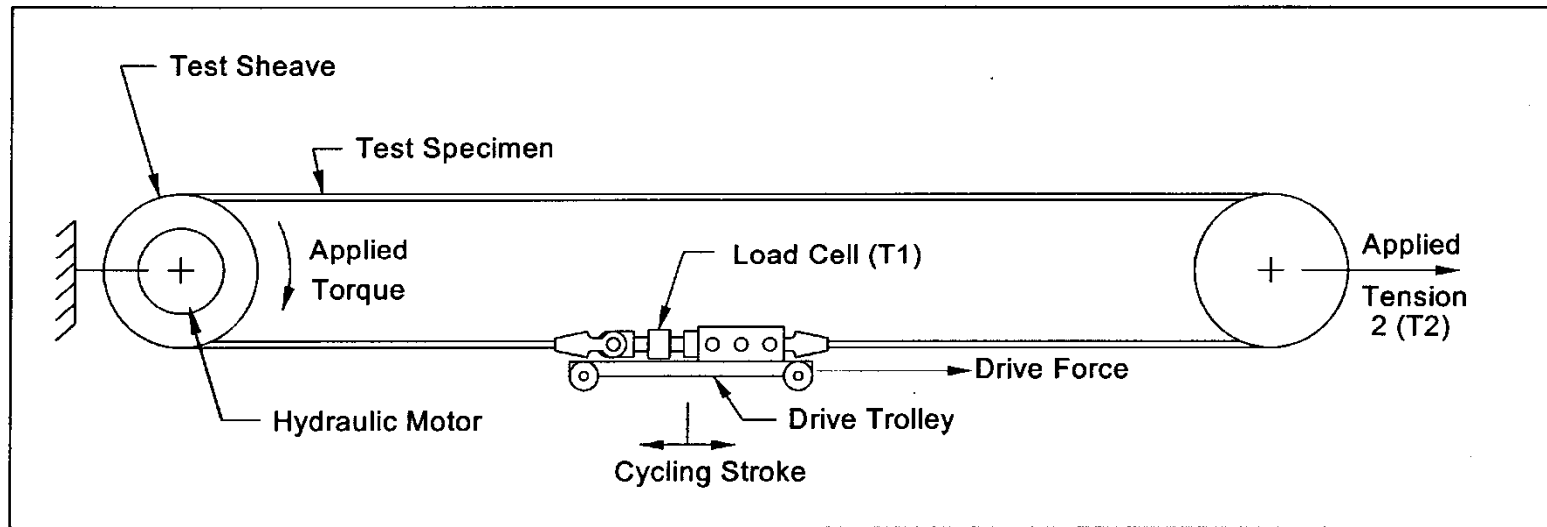 Test Sheave
Test Specimen
Applied
Torque
Load Cell (T1)
Applied
Tension
2 (T2)
Drive Force
Hydraulic Motor
Drive Trolley
Cycling Stroke